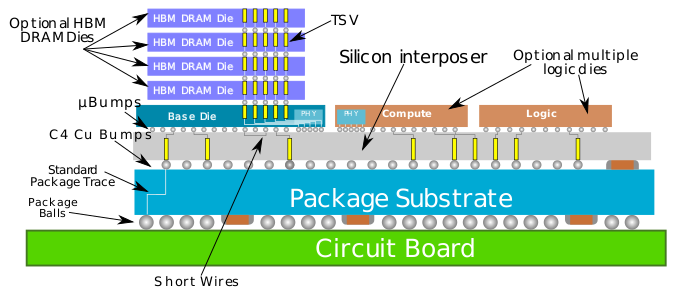 Optional HBM
DRAM Dies
HBM DRAM Die
HBM DRAM Die
HBM DRAM Die
HBM DRAM Die
TSV
Silicon interposer
Optional multiple
logic dies
μBumps
Base Die
PHY
PHY
Compute
Logic
C4 Cu Bumps
Standard
Package Trace
Package Substrate
Package
Balls
Circuit Board
Short Wires